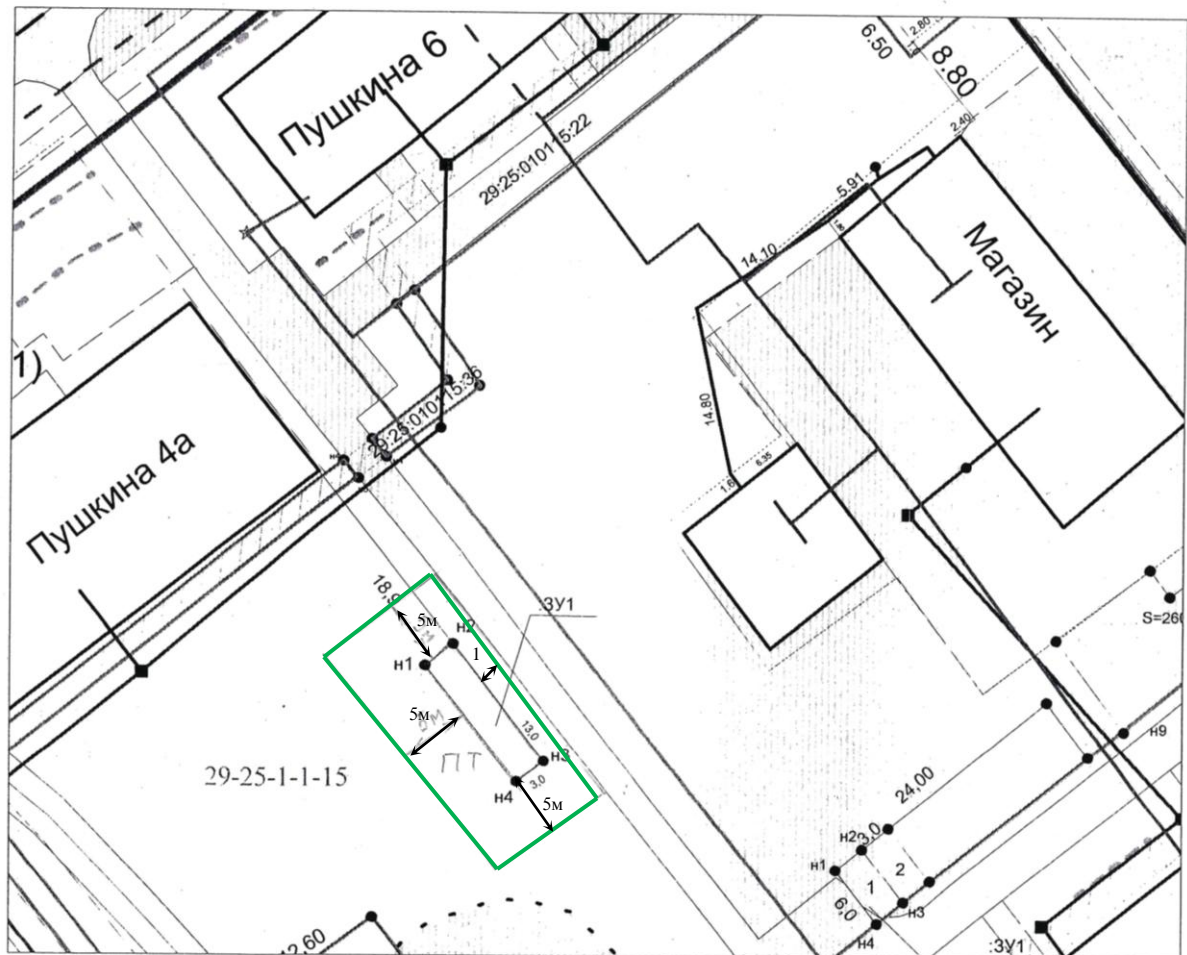 Пушкина 6
6.50
2.80
8.80
2.40
29:25:010115:22
5.91
14.10
Магазин
1)
29:25:010115:36
14.80
6.35
1.6
Пушкина 4а
18,9
:ЗУ1
5м
н2
1
н1
5м
13,0
ПТ
н3
3,0
н4
5м
29-25-1-1-15
S=260
н9
24,00
3,0
н2
н1
1
2
6,0
н3
н4
:ЗУ1
2,60